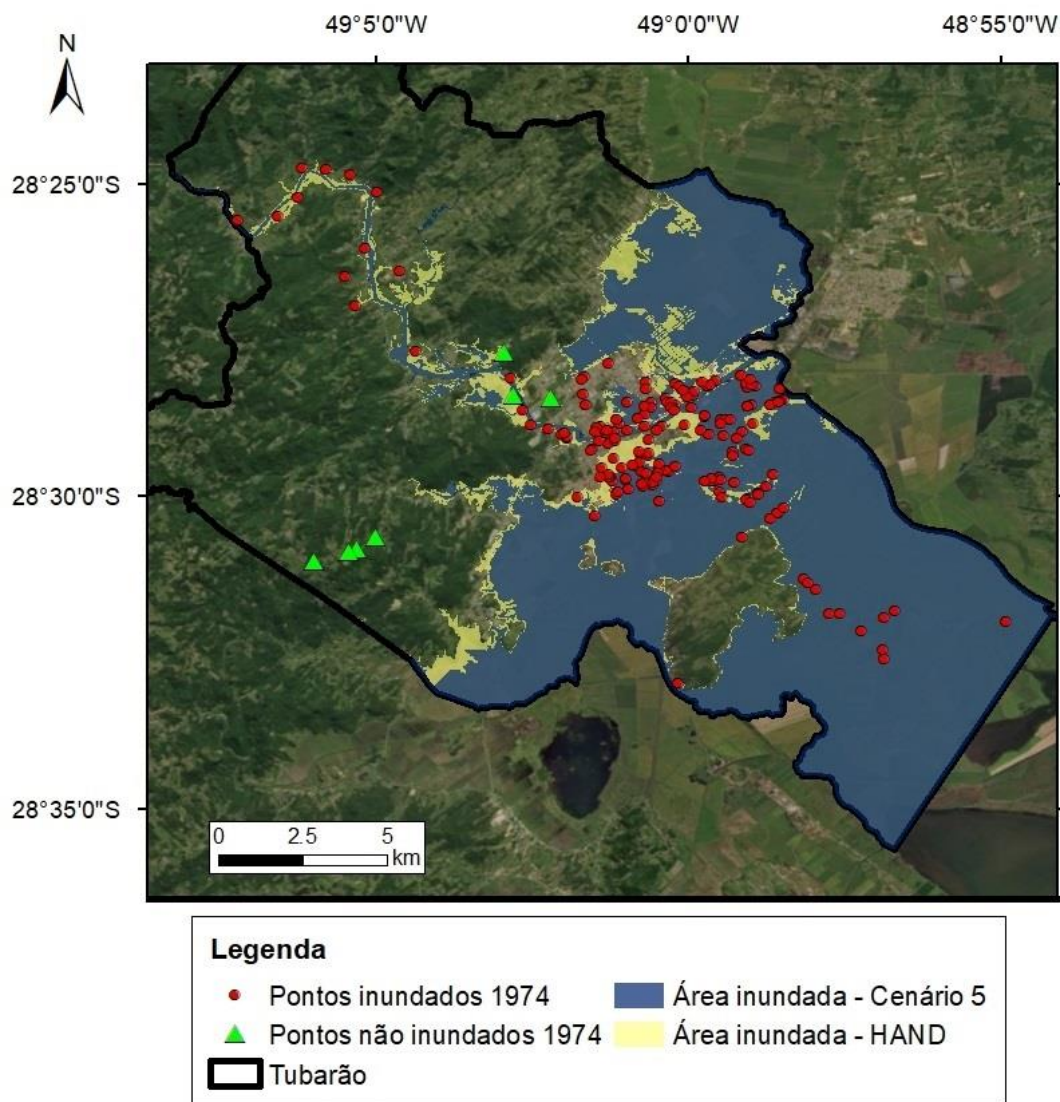 49°5'0"W 49°0'0"W 48°55'0"W
N
28°25'0"S
28°30'0"S
28°35'0"S
0 2.5 5
km
Legenda
Pontos inundados 1974
Área inundada - Cenário 5
Pontos não inundados 1974
Área inundada - HAND
Tubarão